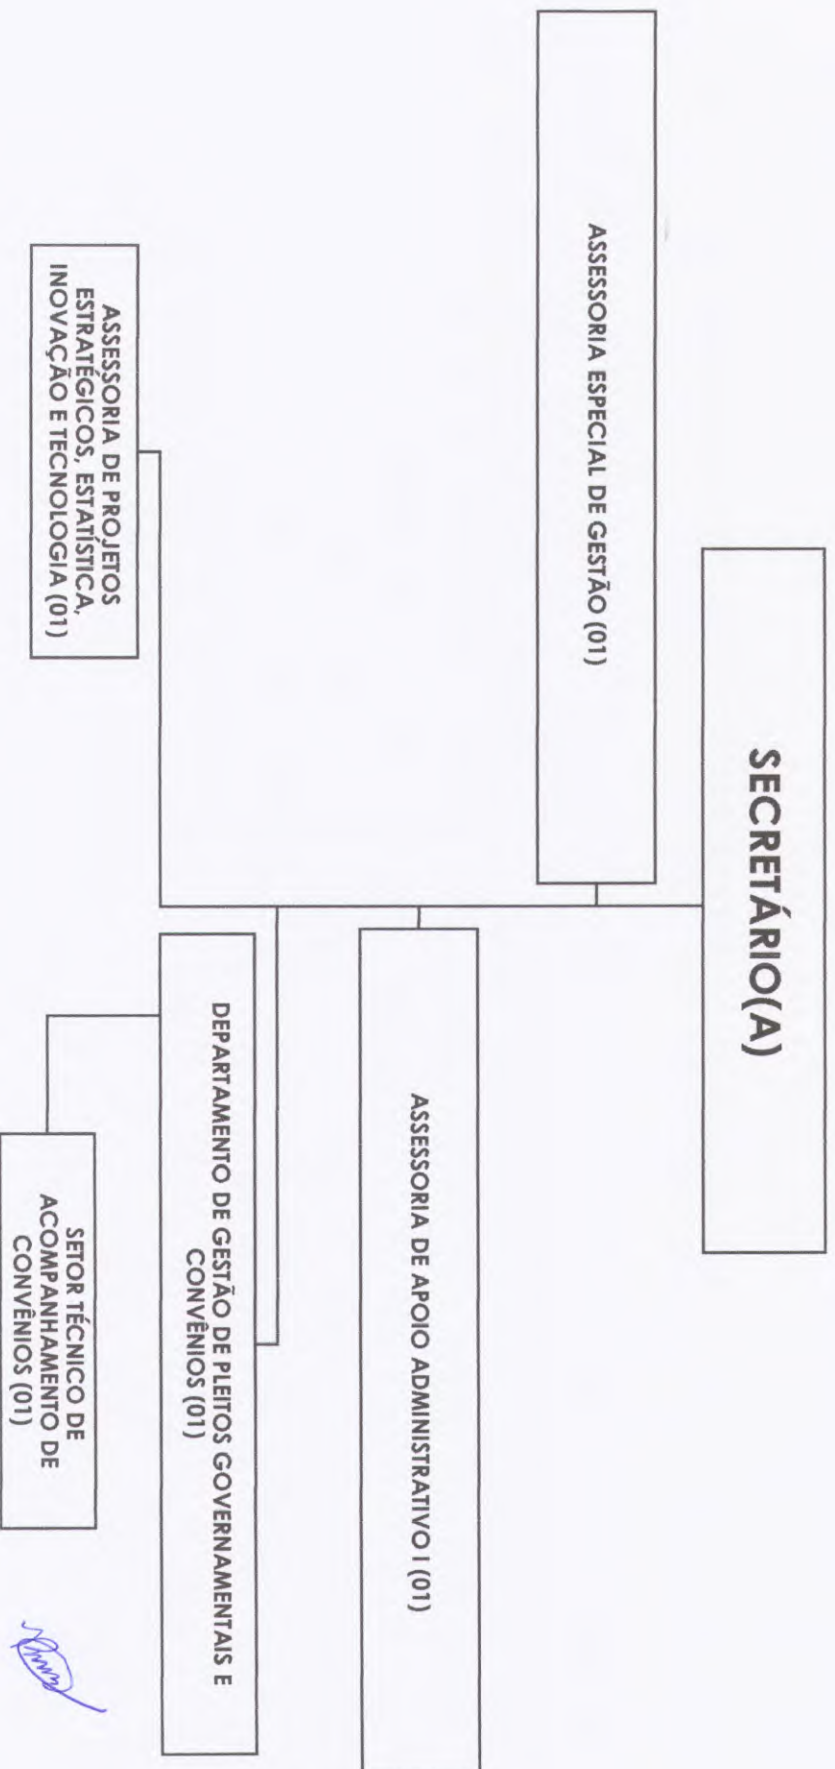 SECRETÁRIO(A)
ASSESSORIA ESPECIAL DE GESTÃO (01)
ASSESSORIA DE APOIO ADMINISTRATIVO I (01)
DEPARTAMENTO DE GESTÃO DE PLEITOS GOVERNAMENTAIS E
CONVÊNIOS (01)
ASSESSORIA DE PROJETOS
ESTRATÉGICOS, ESTATÍSTICA,
INOVAÇÃO E TECNOLOGIA (01)
SETOR TÉCNICO DE
ACOMPANHAMENTO DE
CONVÊNIOS (01)